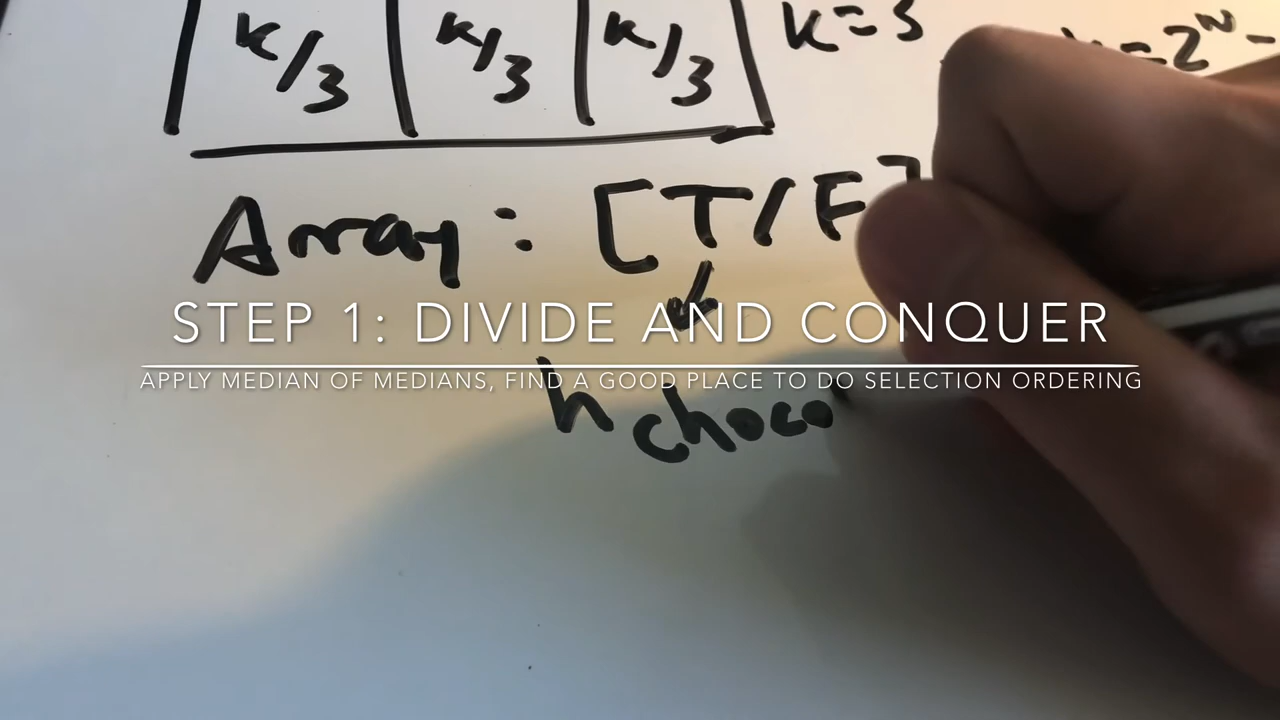 k/3 k/3 k/3 k=3 =2^N-
Array: [T/F]
STEP 1: DIVIDE AND CONQUER
APPLY MEDIAN OF MEDIANS, FIND A GOOD PLACE TO DO SELECTION ORDERING
h choco